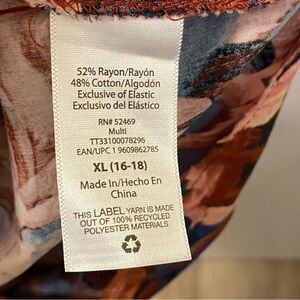 52% Rayon/Rayón
48% Cotton/Algodón
Exclusive of Elastic
Exclusivo del Elástico
RN# 52469
Multi
TT33100078296
EAN/UPC 1 9609862785
XL (16-18)
Made in/Hecho En
China
THIS LABEL YARN IS MADE
OUT OF 100% RECYCLED
POLYESTER MATERIALS